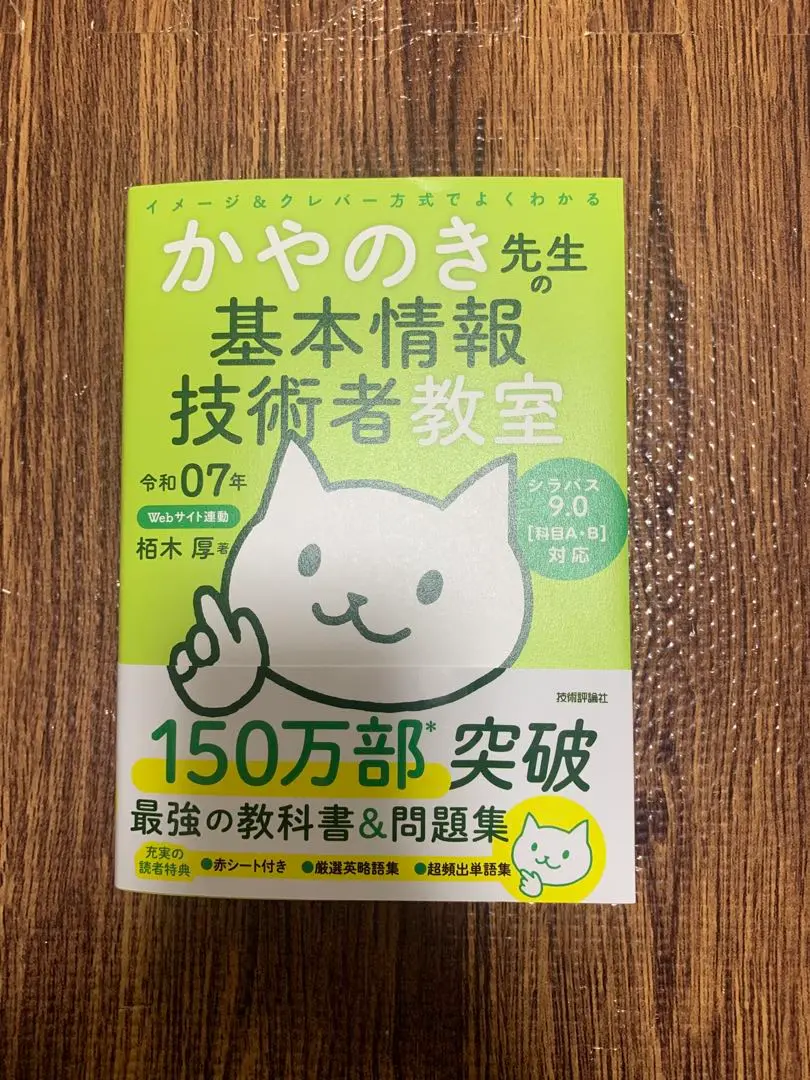 イメージ&クレバー方式でよくわかる
かやのき先生の
基本情報
技術者教室
令和07年
Webサイト連動
栢木 厚 著
シラバス
9.0
[科目A・B]
対応
技術評論社
150万部* 突破
最強の教科書&問題集
充実の
読者特典
●赤シート付き ●厳選英略語集 ●超頻出単語集